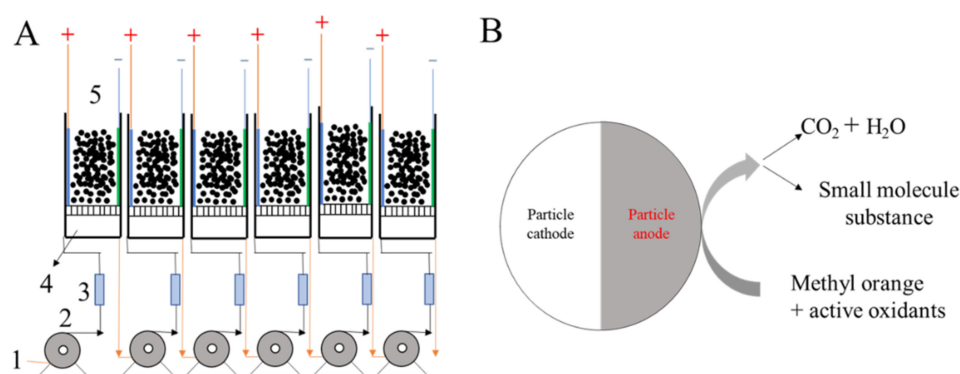 A
+ + + + + +
− − − − − −
5
4
3
2
1
B
Particle
cathode
Particle
anode
CO₂ + H₂O
Small molecule
substance
Methyl orange
+ active oxidants